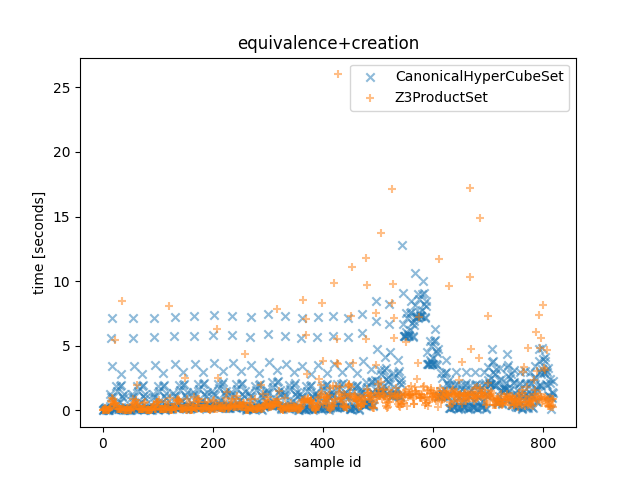 equivalence+creation
CanonicalHyperCubeSet
Z3ProductSet
time [seconds]
25
20
15
10
5
0
0 200 400 600 800
sample id